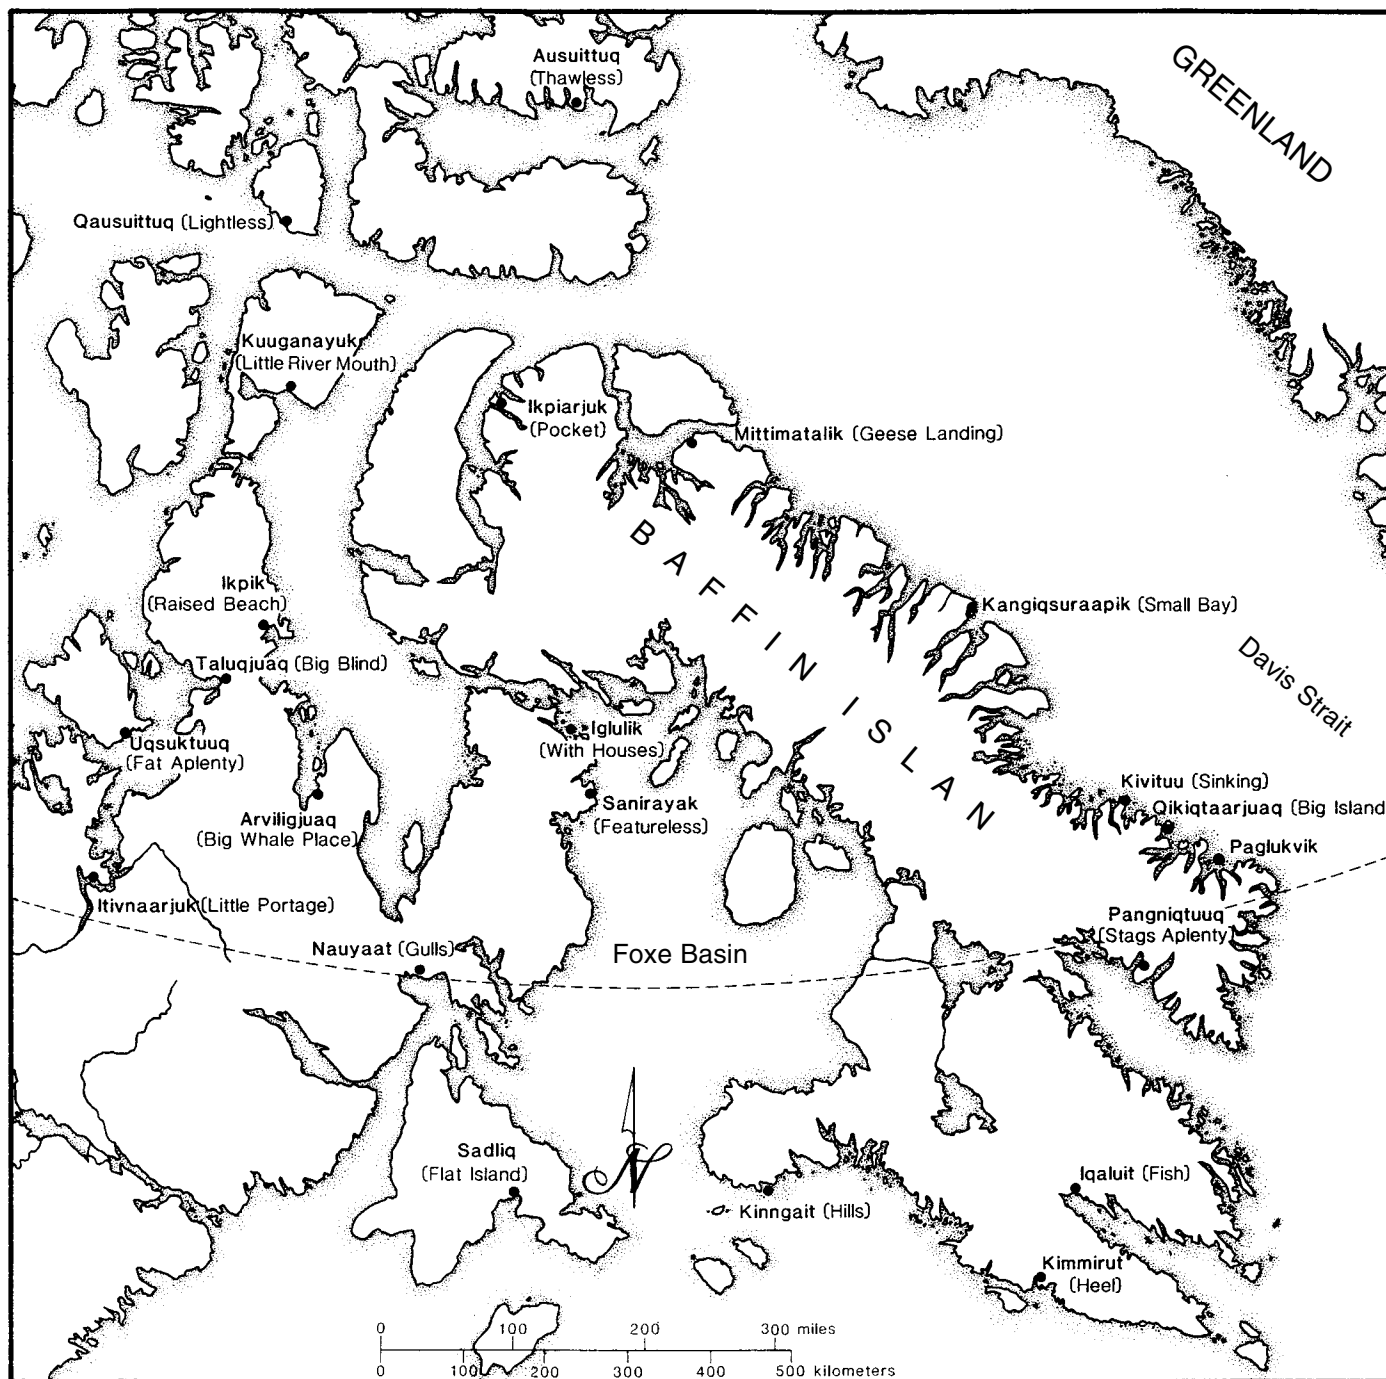 Ausuittuq
(Thawless)
GREENLAND
Qausuittuq (Lightless)
Kuuganayuk
(Little River Mouth)
Ikpiarjuk
(Pocket)
Mittimatalik (Geese Landing)
BAFFIN ISLAN
Ikpik
(Raised Beach)
Kangiqsuraapik (Small Bay)
Taluqjuaq (Big Blind)
Davis Strait
Uqsuktuuq
(Fat Aplenty)
Iglulik
(With Houses)
Kivituu (Sinking)
Sanirayak
(Featureless)
Qikiqtaarjuaq (Big Island
Arviligjuaq
(Big Whale Place)
Paglukvik
Itivnaarjuk (Little Portage)
Pangniqtuuq
(Stags Aplenty)
Nauyaat (Gulls)
Foxe Basin
N
Sadliq
(Flat Island)
Iqaluit (Fish)
Kinngait (Hills)
Kimmirut
(Heel)
0 100 200 300 miles
0 100 200 300 400 500 kilometers